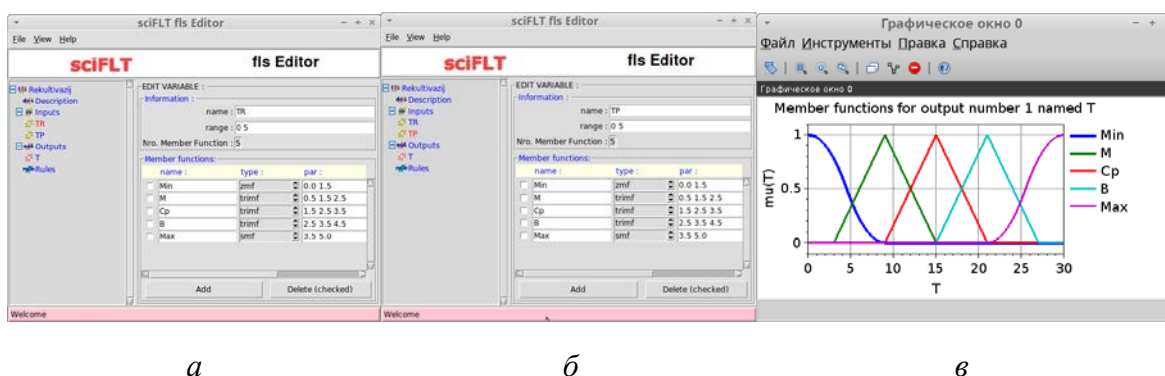 sciFLT fls Editor
File View Help
sciFLT fls Editor
Rekultivazij
Description
Inputs
TR
TP
Outputs
T
Rules
EDIT VARIABLE :
Information :
name : TR
range : 0 5
Nro. Member Function : 5
Member functions:
name : type : par :
Min zmf 0.0 1.5
M trimf 0.5 1.5 2.5
Cp trimf 1.5 2.5 3.5
B trimf 2.5 3.5 4.5
Max smf 3.5 5.0
Add Delete (checked)
Welcome
sciFLT fls Editor
File View Help
sciFLT fls Editor
Rekultivazij
Description
Inputs
TR
TP
Outputs
T
Rules
EDIT VARIABLE :
Information :
name : TP
range : 0 5
Nro. Member Function : 5
Member functions:
name : type : par :
Min zmf 0.0 1.5
M trimf 0.5 1.5 2.5
Cp trimf 1.5 2.5 3.5
B trimf 2.5 3.5 4.5
Max smf 3.5 5.0
Add Delete (checked)
Welcome
Графическое окно 0
Файл Инструменты Правка Справка
Графическое окно 0
Member functions for output number 1 named T
mu(T)
1
0.5
0
0 5 10 15 20 25 30
T
Min
M
Cp
B
Max
а б в